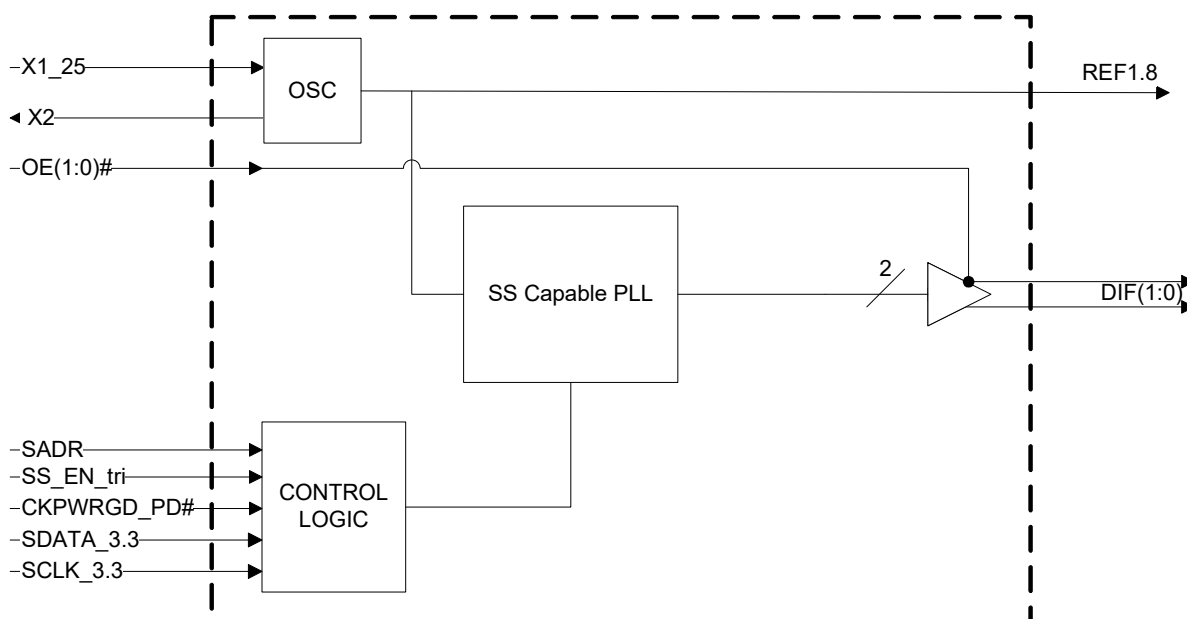 X1_25
OSC
REF1.8
X2
OE(1:0)#
2
SS Capable PLL
DIF(1:0)
SADR
SS_EN_tri
CKPWRGD_PD#
SDATA_3.3
SCLK_3.3
CONTROL
LOGIC